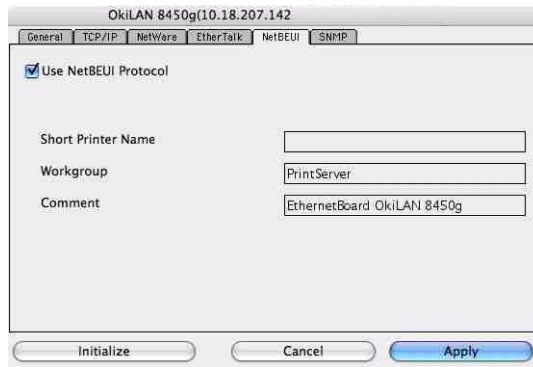 OkiLAN 8450g(10.18.207.142
General TCP/IP NetWare EtherTalk NetBEUI SNMP
Use NetBEUI Protocol
Short Printer Name
Workgroup PrintServer
Comment EthernetBoard OkiLAN 8450g
Initialize Cancel Apply